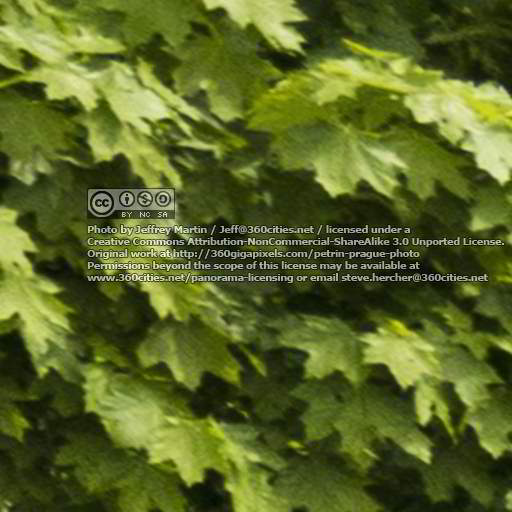 cc BY NC SA
Photo by Jeffrey Martin / Jeff@360cities.net / licensed under a
Creative Commons Attribution-NonCommercial-ShareAlike 3.0 Unported License.
Original work at http://360gigapixels.com/petrin-prague-photo
Permissions beyond the scope of this license may be available at
www.360cities.net/panorama-licensing or email steve.hercher@360cities.net